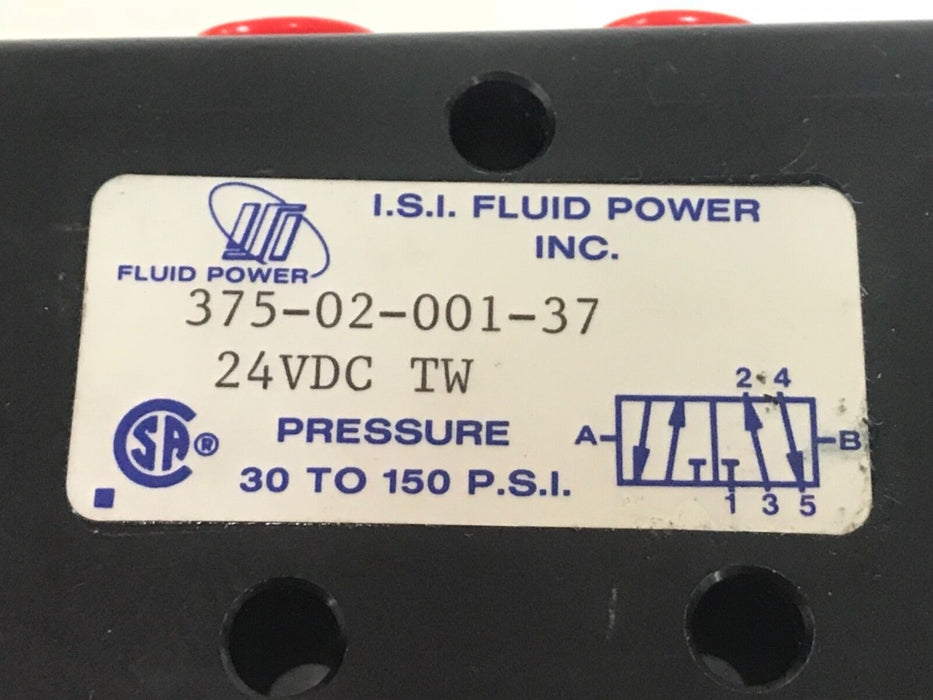 I.S.I. FLUID POWER
INC.
FLUID POWER
375-02-001-37
24VDC TW
SA®
PRESSURE
30 TO 150 P.S.I.
2 4
A B
1 3 5